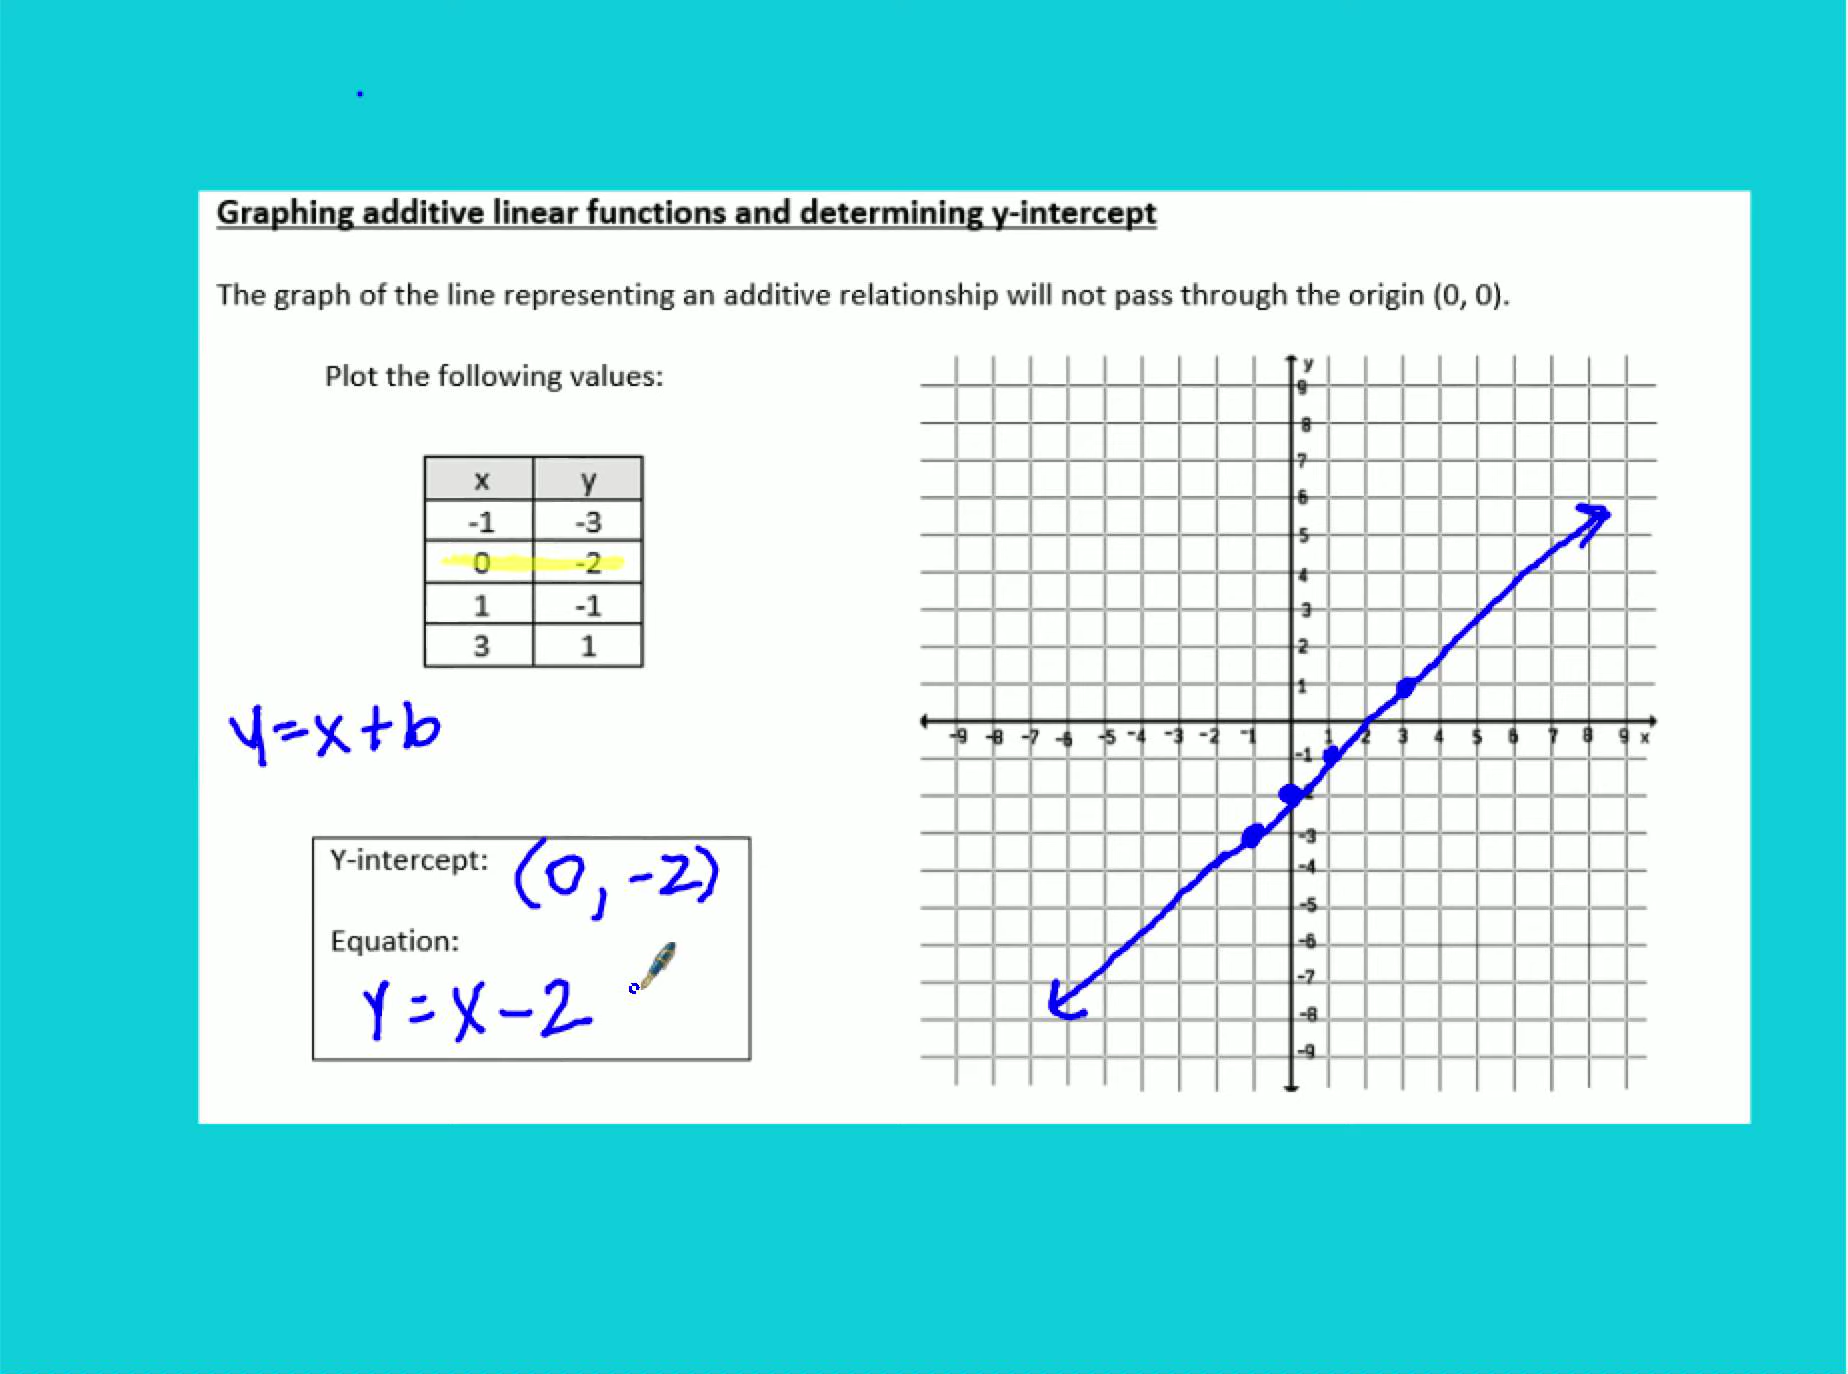 Graphing additive linear functions and determining y-intercept
The graph of the line representing an additive relationship will not pass through the origin (0, 0).
Plot the following values:
x y
-1 -3
0 -2
1 -1
3 1
y=x+b
Y-intercept: (0, -2)
Equation:
y=x-2
y
9
8
7
6
5
4
3
2
1
-9 -8 -7 -6 -5 -4 -3 -2 -1 1 2 3 4 5 6 7 8 9 x
-1
-3
-4
-5
-6
-7
-8
-9